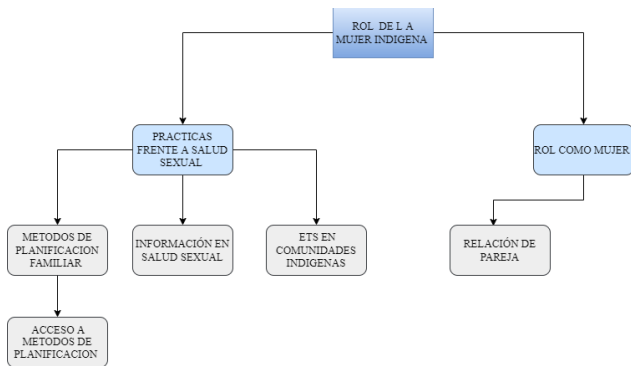 ROL DE L A
MUJER INDIGENA
PRACTICAS
FRENTE A SALUD
SEXUAL
ROL COMO MUJER
METODOS DE
PLANIFICACION
FAMILIAR
INFORMACIÓN EN
SALUD SEXUAL
ETS EN
COMUNIDADES
INDIGENAS
RELACIÓN DE
PAREJA
ACCESO A
METODOS DE
PLANIFICACION